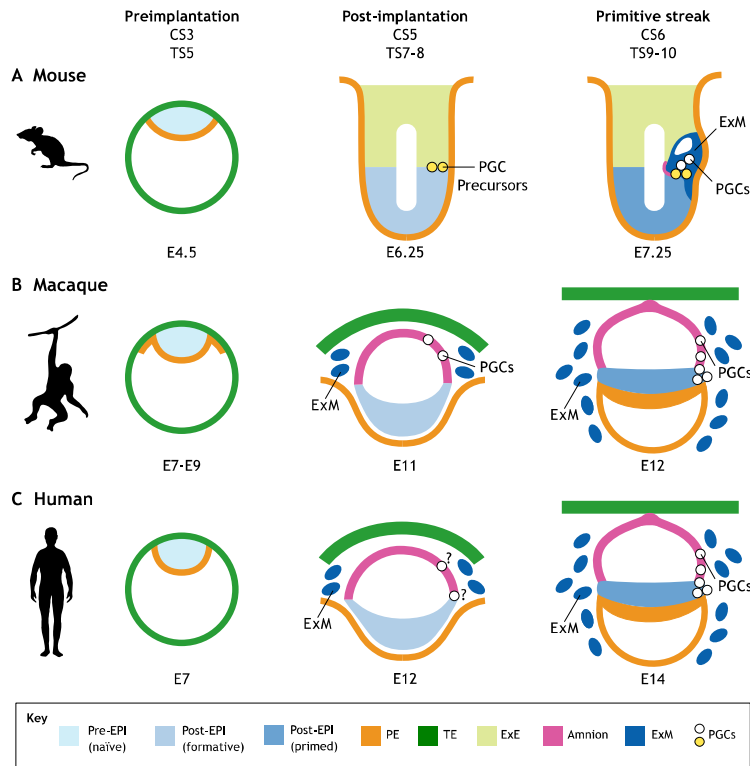 Preimplantation
CS3
TS5
Post-implantation
CS5
TS7-8
Primitive streak
CS6
TS9-10
A Mouse
PGC
Precursors
ExM
PGCs
E4.5
E6.25
E7.25
B Macaque
PGCs
ExM
PGCs
ExM
E7-E9
E11
E12
C Human
?
?
ExM
PGCs
ExM
E7
E12
E14
Key
Pre-EPI
(naïve)
Post-EPI
(formative)
Post-EPI
(primed)
PE
TE
ExE
Amnion
ExM
PGCs